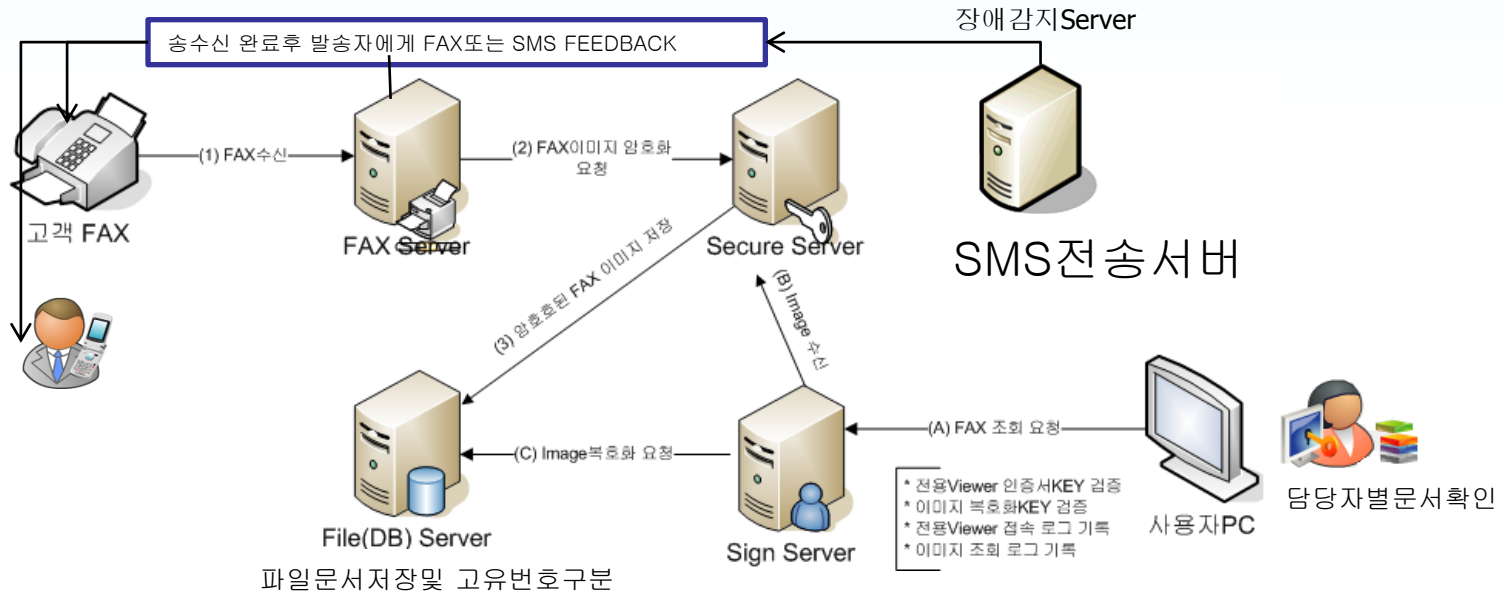 장애감지Server
송수신 완료후 발송자에게 FAX또는 SMS FEEDBACK
(1) FAX수신
(2) FAX이미지 암호화
요청
고객 FAX
FAX Server
Secure Server
SMS전송서버
(3) 암호호된 FAX 이미지 저장
(B) Image 수신
(A) FAX 조회 요청
(C) Image복호화 요청
* 전용Viewer 인증서KEY 검증
* 이미지 복호화KEY 검증
* 전용Viewer 접속 로그 기록
* 이미지 조회 로그 기록
담당자별문서확인
사용자PC
File(DB) Server
Sign Server
파일문서저장및 고유번호구분